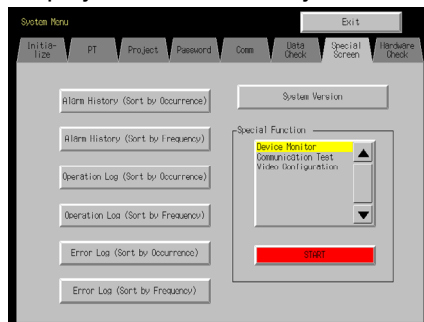 System Menu
Exit
Initia-
lize
PT
Project
Password
Comm
Data
Check
Special
Screen
Hardware
Check
Alarm History (Sort by Occurrence)
System Version
Alarm History (Sort by Frequency)
Special Function
Device Monitor
Communication Test
Video Configuration
Operation Log (Sort by Occurrence)
Operation Log (Sort by Frequency)
Error Log (Sort by Occurrence)
START
Error Log (Sort by Frequency)